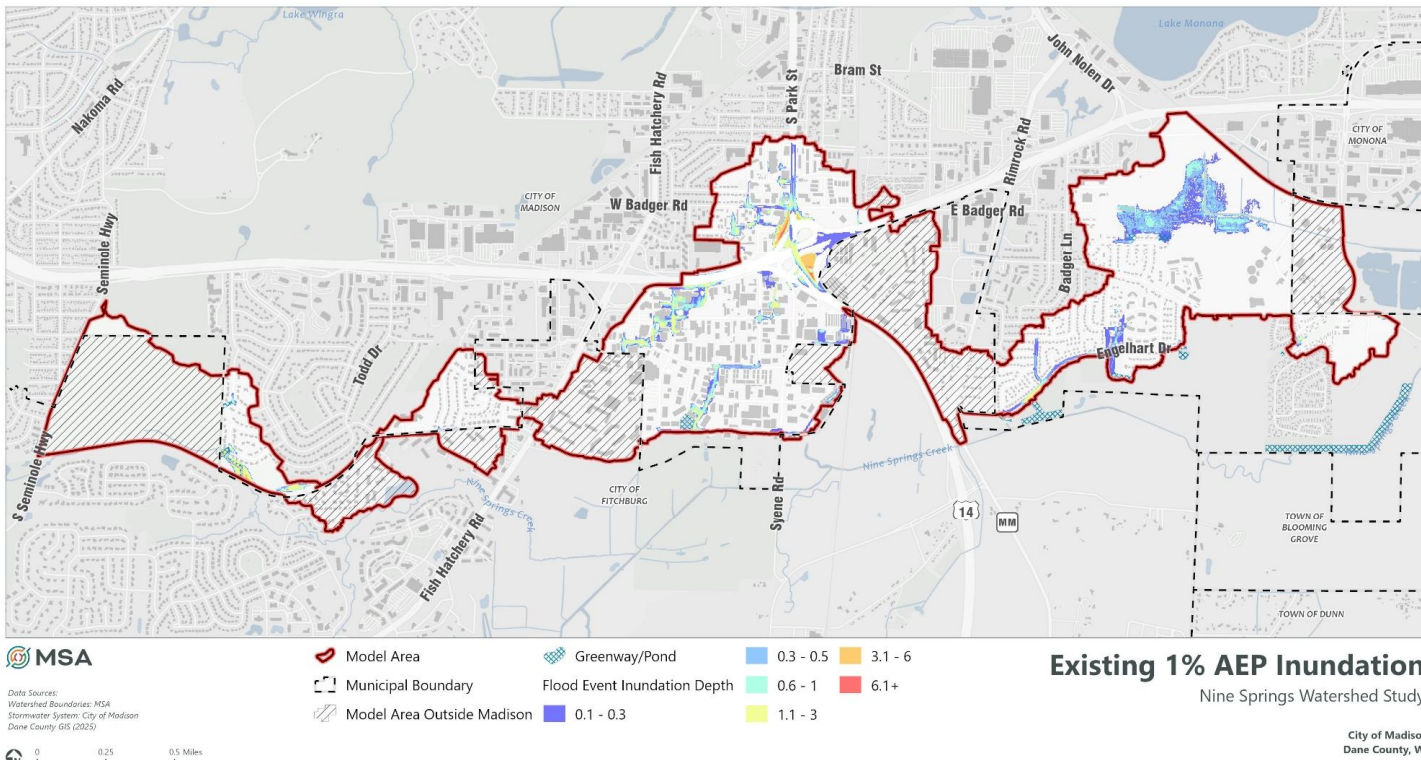 Lake Wingra
Lake Monona
Nakoma Rd
Fish Hatchery Rd
S Park St
Bram St
John Nolen Dr
Rimrock Rd
CITY OF
MONONA
CITY OF
MADISON
W Badger Rd
E Badger Rd
Seminole Hwy
Badger Ln
Todd Dr
Engelhart Dr
S Seminole Hwy
Nine Springs Creek
Nine Springs Creek
CITY OF
FITCHBURG
Syene Rd
14
MM
TOWN OF
BLOOMING
GROVE
Fish Hatchery Rd
TOWN OF DUNN
MSA
Data Sources:
Watershed Boundaries: MSA
Stormwater System: City of Madison
Dane County GIS (2025)
0 0.25 0.5 Miles
Model Area
Municipal Boundary
Model Area Outside Madison
Greenway/Pond
Flood Event Inundation Depth
0.1 - 0.3
0.3 - 0.5
0.6 - 1
1.1 - 3
3.1 - 6
6.1+
Existing 1% AEP Inundation
Nine Springs Watershed Study
City of Madiso
Dane County, W